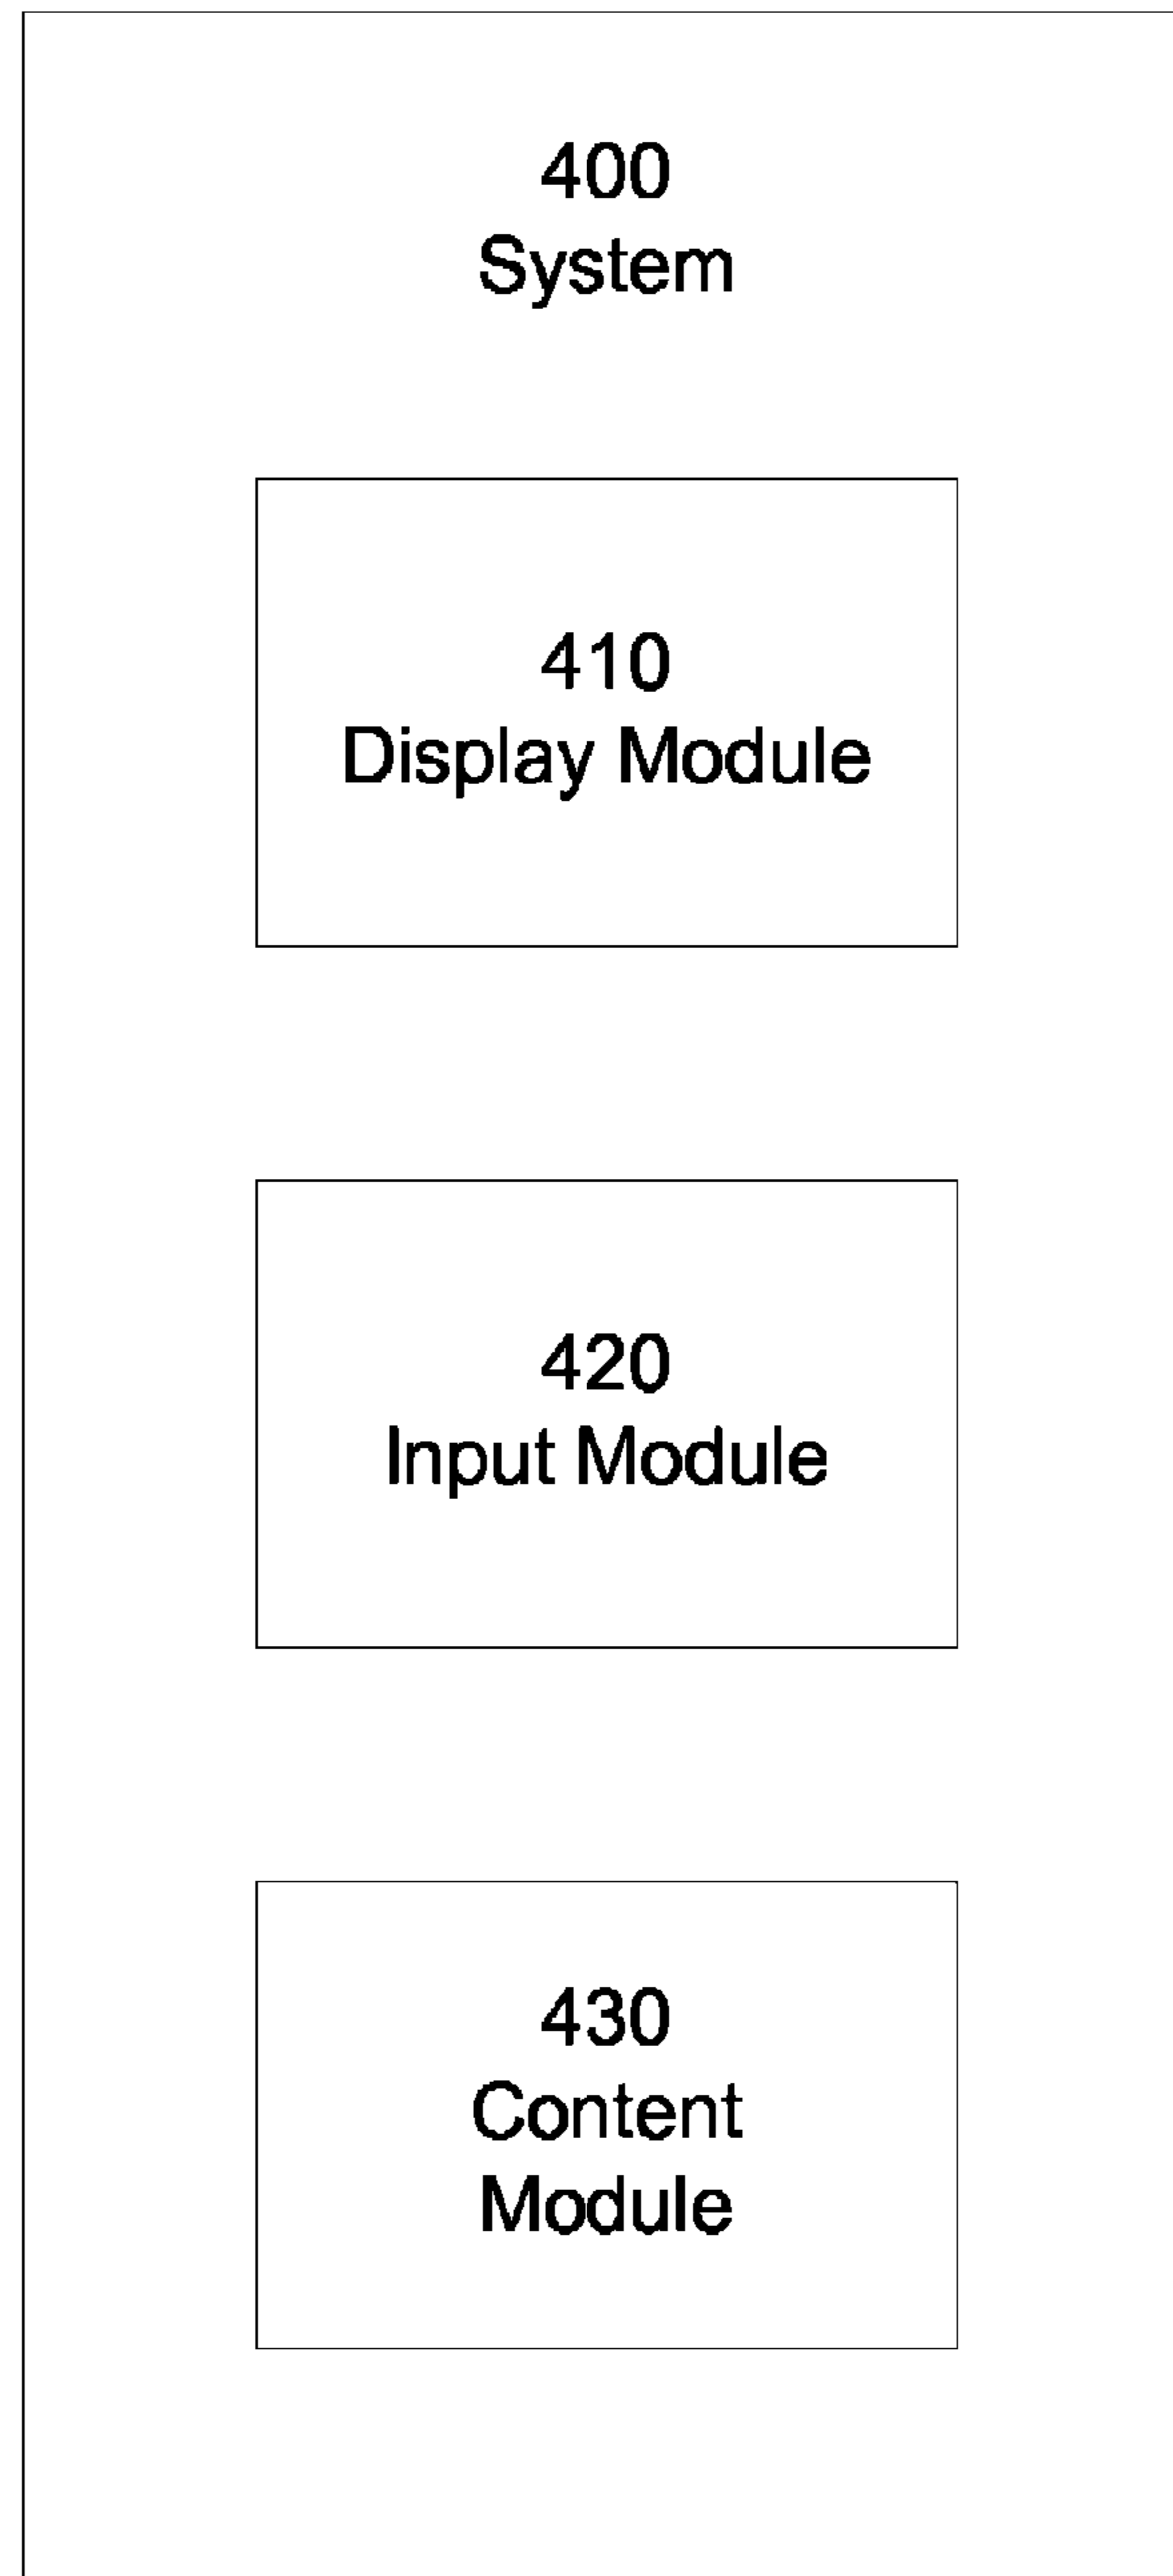 400
System
410
Display Module
420
Input Module
430
Content
Module